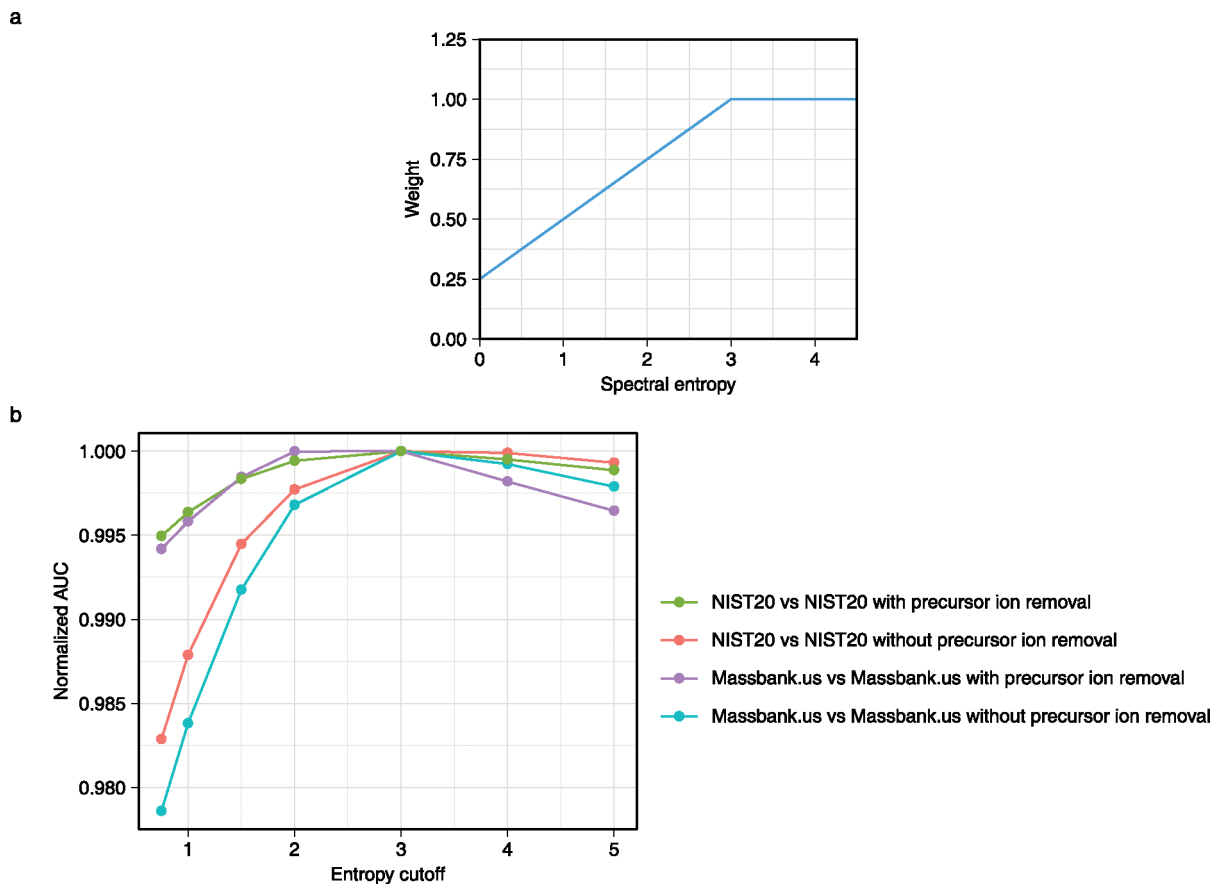 a
1.25
1.00
0.75
0.50
0.25
0.00
Weight
0 1 2 3 4
Spectral entropy
b
1.000
0.995
0.990
0.985
0.980
Normalized AUC
1 2 3 4 5
Entropy cutoff
NIST20 vs NIST20 with precursor ion removal
NIST20 vs NIST20 without precursor ion removal
Massbank.us vs Massbank.us with precursor ion removal
Massbank.us vs Massbank.us without precursor ion removal